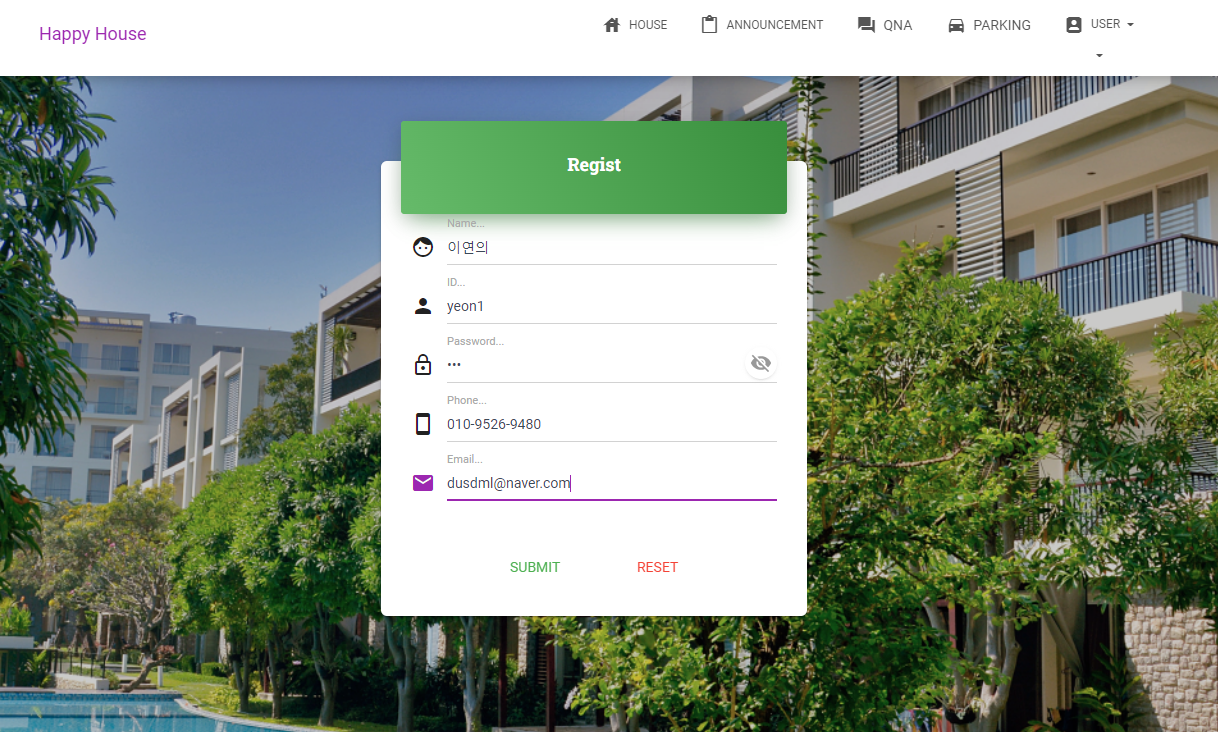 Happy House
HOUSE
ANNOUNCEMENT
QNA
PARKING
USER
Regist
Name...
이연의
ID...
yeon1
Password...
•••
Phone...
010-9526-9480
Email...
dusdml@naver.com
SUBMIT
RESET